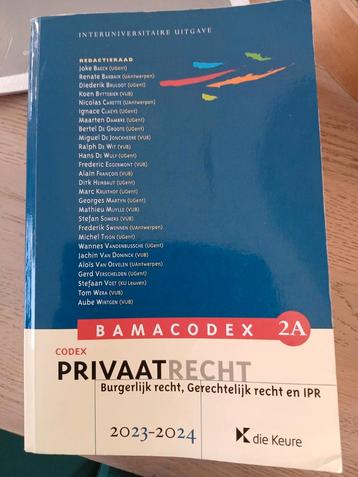 INTERUNIVERSITAIRE UITGAVE
REDACTIERAAD
Joke Baeck (UGent)
Renate Barbaix (UAntwerpen)
Diederik Bruloot (UGent)
Koen Byttebier (VUB)
Nicolas Carette (UAntwerpen)
Ignace Claeys (UGent)
Maarten Dambre (UGent)
Bertel De Groote (UGent)
Miguel De Jonckheere (VUB)
Ralph De Wit (VUB)
Hans De Wulf (UGent)
Frederic Eggermont (VUB)
Alain François (VUB)
Dirk Heirbaut (UGent)
Marc Kruithof (UGent)
Georges Martyn (UGent)
Mathieu Muylle (VUB)
Stefan Somers (VUB)
Frederik Swennen (UAntwerpen)
Michel Tison (UGent)
Wannes Vandenbussche (UGent)
Jachin Van Doninck (VUB)
Aloïs Van Oevelen (UAntwerpen)
Gerd Verschelden (UGent)
Stefaan Voet (KU Leuven)
Tom Wera (VUB)
Aube Wirtgen (VUB)
BAMACODEX 2A
CODEX
PRIVAATRECHT
Burgerlijk recht, Gerechtelijk recht en IPR
2023-2024 die Keure